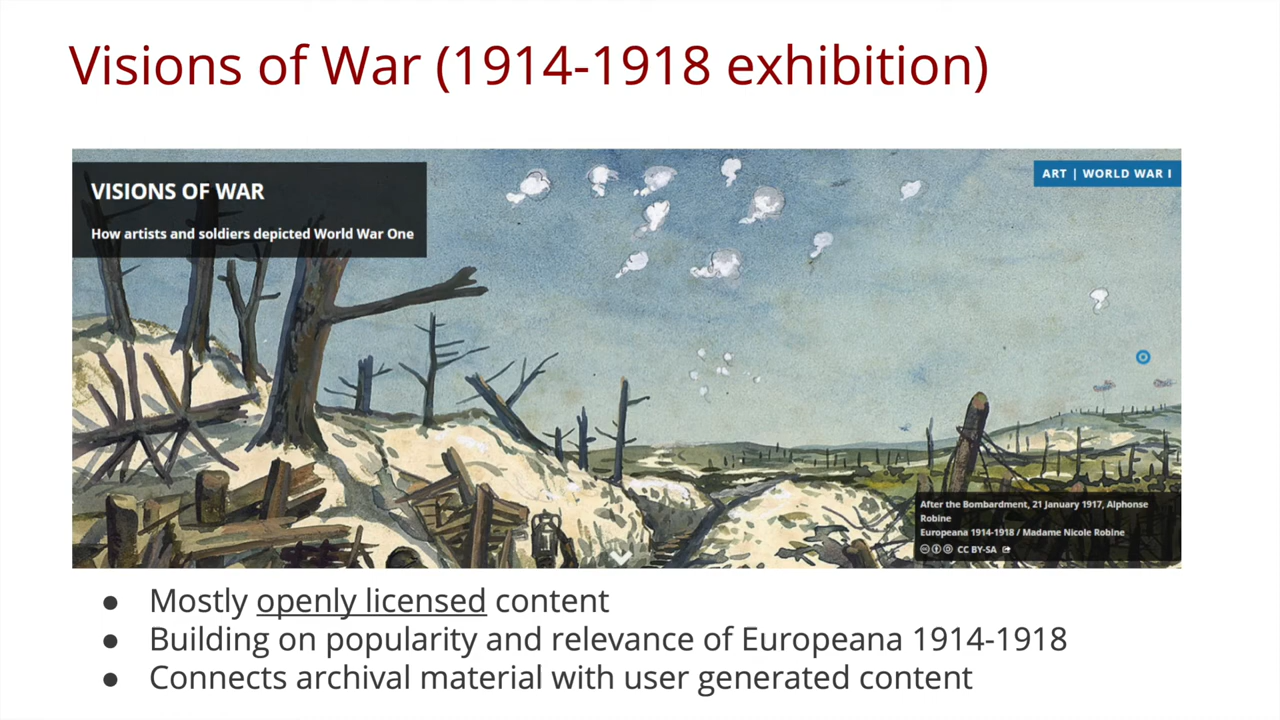 Visions of War (1914-1918 exhibition)
VISIONS OF WAR
How artists and soldiers depicted World War One
ART | WORLD WAR I
After the Bombardment, 21 January 1917, Alphonse
Robine
Europeana 1914-1918 / Madame Nicole Robine
CC BY-SA
● Mostly openly licensed content
● Building on popularity and relevance of Europeana 1914-1918
● Connects archival material with user generated content